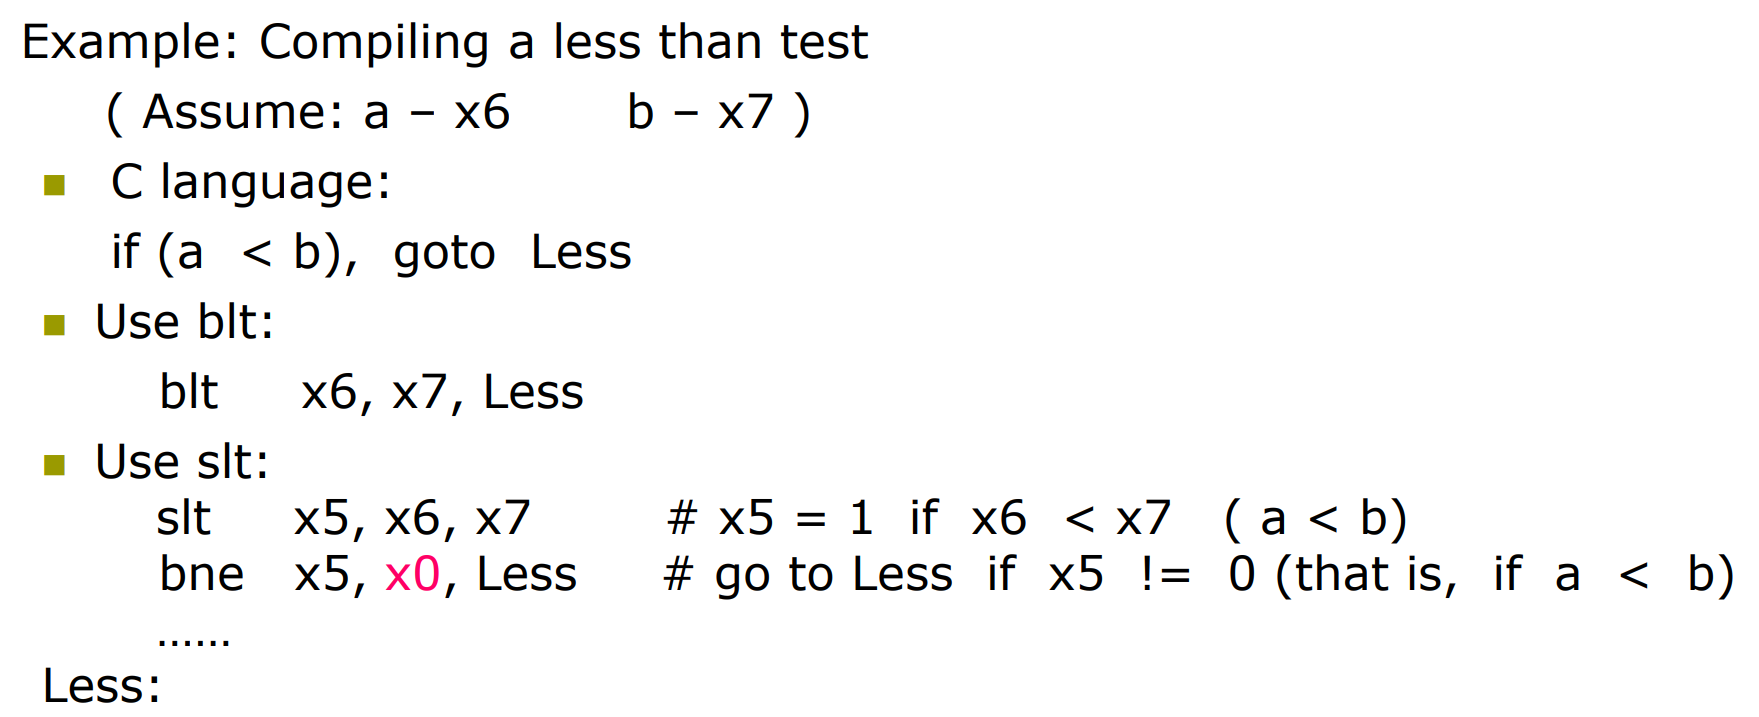 Example: Compiling a less than test
( Assume: a – x6 b – x7 )
■ C language:
if (a < b), goto Less
■ Use blt:
blt x6, x7, Less
■ Use slt:
slt x5, x6, x7 # x5 = 1 if x6 < x7 ( a < b)
bne x5, x0, Less # go to Less if x5 != 0 (that is, if a < b)
……
Less: